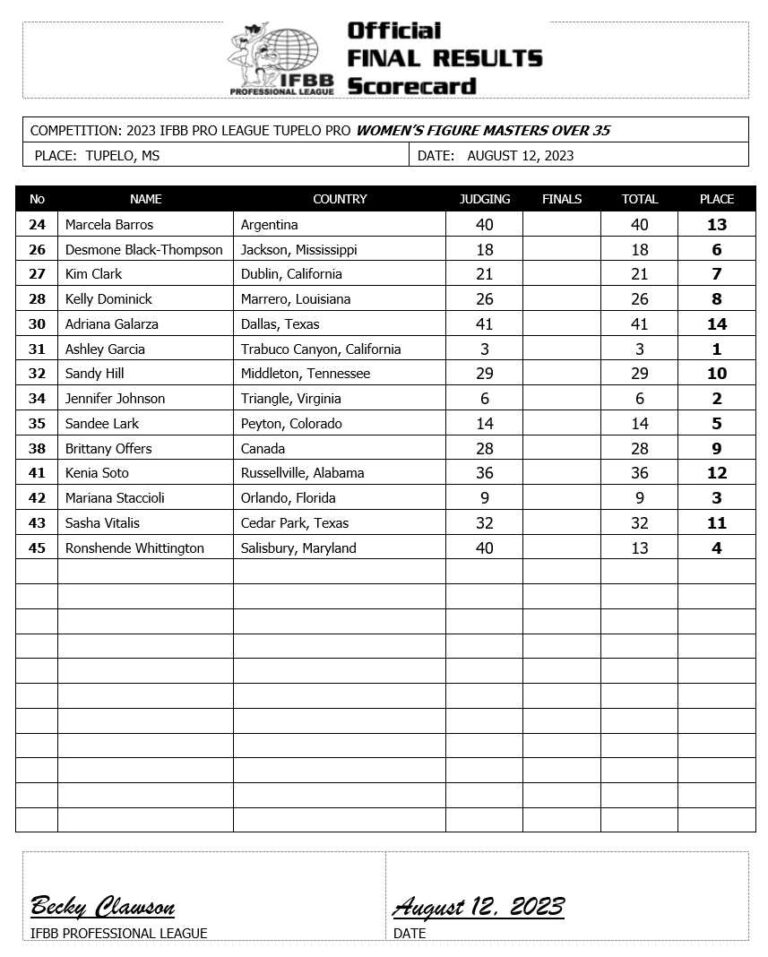 Official
FINAL RESULTS
Scorecard
IFBB
PROFESSIONAL LEAGUE
COMPETITION: 2023 IFBB PRO LEAGUE TUPELO PRO WOMEN'S FIGURE MASTERS OVER 35
PLACE: TUPELO, MS DATE: AUGUST 12, 2023
No NAME COUNTRY JUDGING FINALS TOTAL PLACE
24 Marcela Barros Argentina 40 40 13
26 Desmone Black-Thompson Jackson, Mississippi 18 18 6
27 Kim Clark Dublin, California 21 21 7
28 Kelly Dominick Marrero, Louisiana 26 26 8
30 Adriana Galarza Dallas, Texas 41 41 14
31 Ashley Garcia Trabuco Canyon, California 3 3 1
32 Sandy Hill Middleton, Tennessee 29 29 10
34 Jennifer Johnson Triangle, Virginia 6 6 2
35 Sandee Lark Peyton, Colorado 14 14 5
38 Brittany Offers Canada 28 28 9
41 Kenia Soto Russellville, Alabama 36 36 12
42 Mariana Staccioli Orlando, Florida 9 9 3
43 Sasha Vitalis Cedar Park, Texas 32 32 11
45 Ronshende Whittington Salisbury, Maryland 40 13 4
Becky Clawson August 12, 2023
IFBB PROFESSIONAL LEAGUE DATE